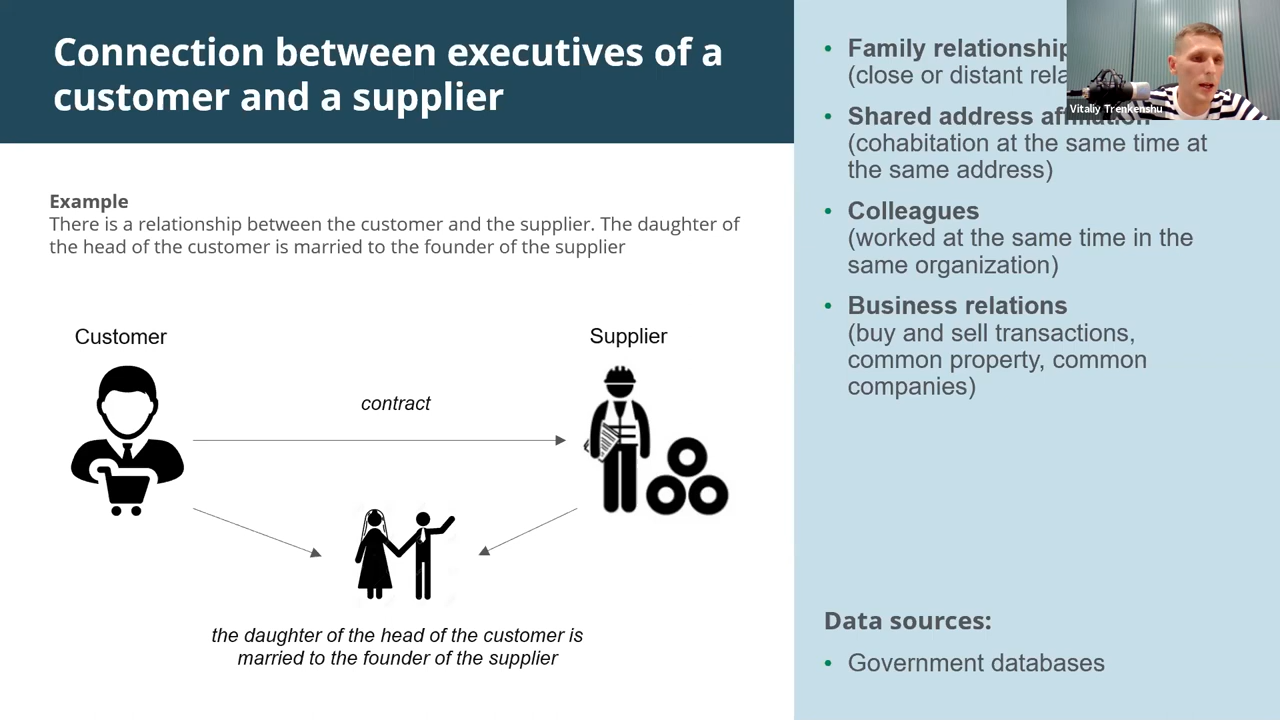 Connection between executives of a
customer and a supplier
Example
There is a relationship between the customer and the supplier. The daughter of
the head of the customer is married to the founder of the supplier
Customer
Supplier
contract
the daughter of the head of the customer is
married to the founder of the supplier
• Family relationship
(close or distant
• Shared address
(cohabitation at the same time at
the same address)
• Colleagues
(worked at the same time in the
same organization)
• Business relations
(buy and sell transactions,
common property, common
companies)
Data sources:
• Government databases
Vitaliy Trenkenshu